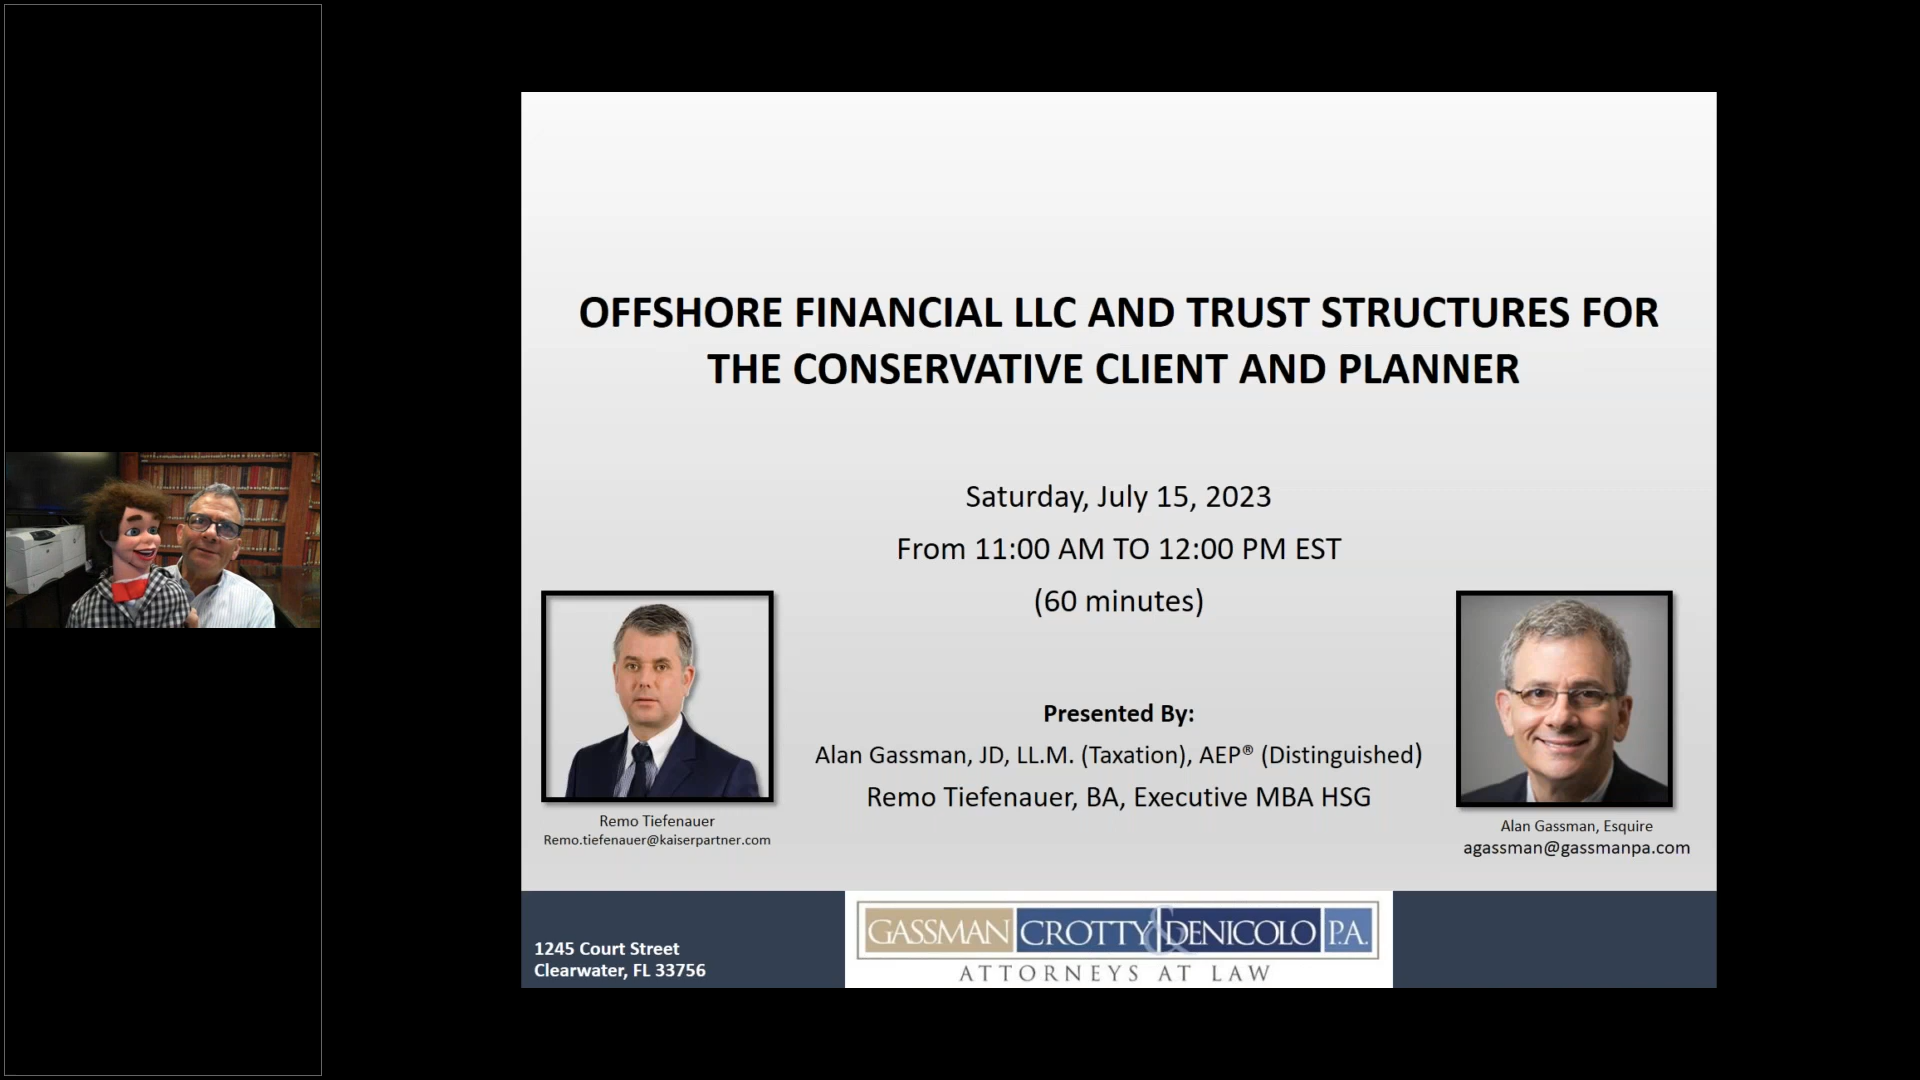 OFFSHORE FINANCIAL LLC AND TRUST STRUCTURES FOR
THE CONSERVATIVE CLIENT AND PLANNER
Saturday, July 15, 2023
From 11:00 AM TO 12:00 PM EST
(60 minutes)
Presented By:
Alan Gassman, JD, LL.M. (Taxation), AEP® (Distinguished)
Remo Tiefenauer, BA, Executive MBA HSG
Remo Tiefenauer
Remo.tiefenauer@kaiserpartner.com
Alan Gassman, Esquire
agassman@gassmanpa.com
1245 Court Street
Clearwater, FL 33756
GASSMAN CROTTY & DENICOLO P.A.
ATTORNEYS AT LAW